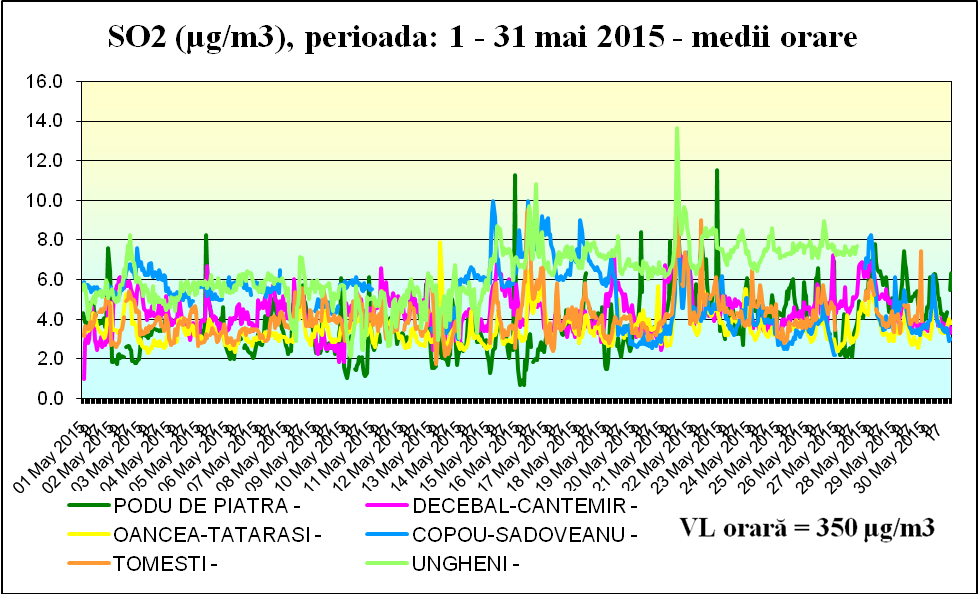 SO2 (µg/m3), perioada: 1 - 31 mai 2015 - medii orare
16.0
14.0
12.0
10.0
8.0
6.0
4.0
2.0
0.0
01 May 2015
02 May 2015
03 May 2015
04 May 2015
05 May 2015
06 May 2015
07 May 2015
08 May 2015
09 May 2015
10 May 2015
11 May 2015
12 May 2015
13 May 2015
14 May 2015
15 May 2015
16 May 2015
17 May 2015
18 May 2015
19 May 2015
20 May 2015
21 May 2015
22 May 2015
23 May 2015
24 May 2015
25 May 2015
26 May 2015
27 May 2015
28 May 2015
29 May 2015
30 May 2015
17
PODU DE PIATRA -
DECEBAL-CANTEMIR -
OANCEA-TATARASI -
COPOU-SADOVEANU -
TOMESTI -
UNGHENI -
VL orară = 350 µg/m3